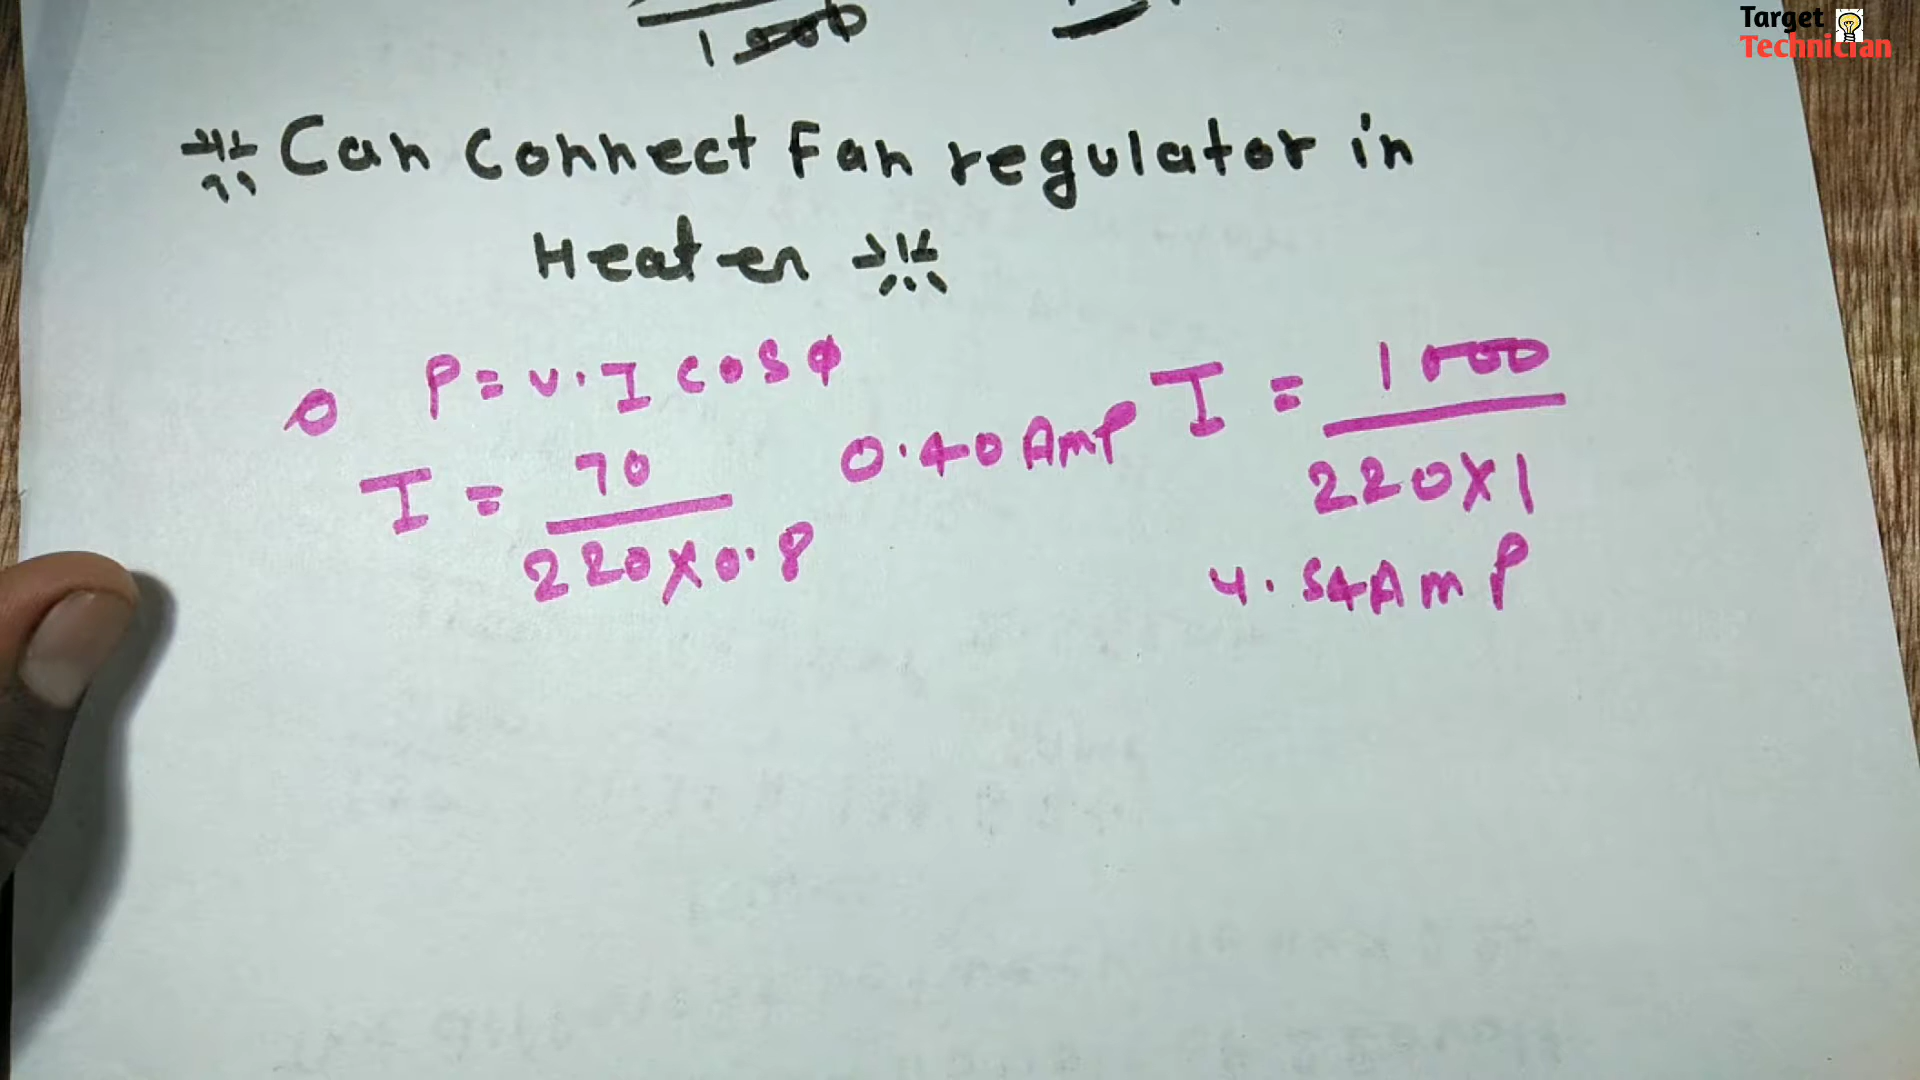 Target
Technician
1000
Can Connect Fan regulator in
Heater
P = V.I cosφ
I = 70
220×0.8
0.40 Amp
I = 1000
220×1
4.54 Amp